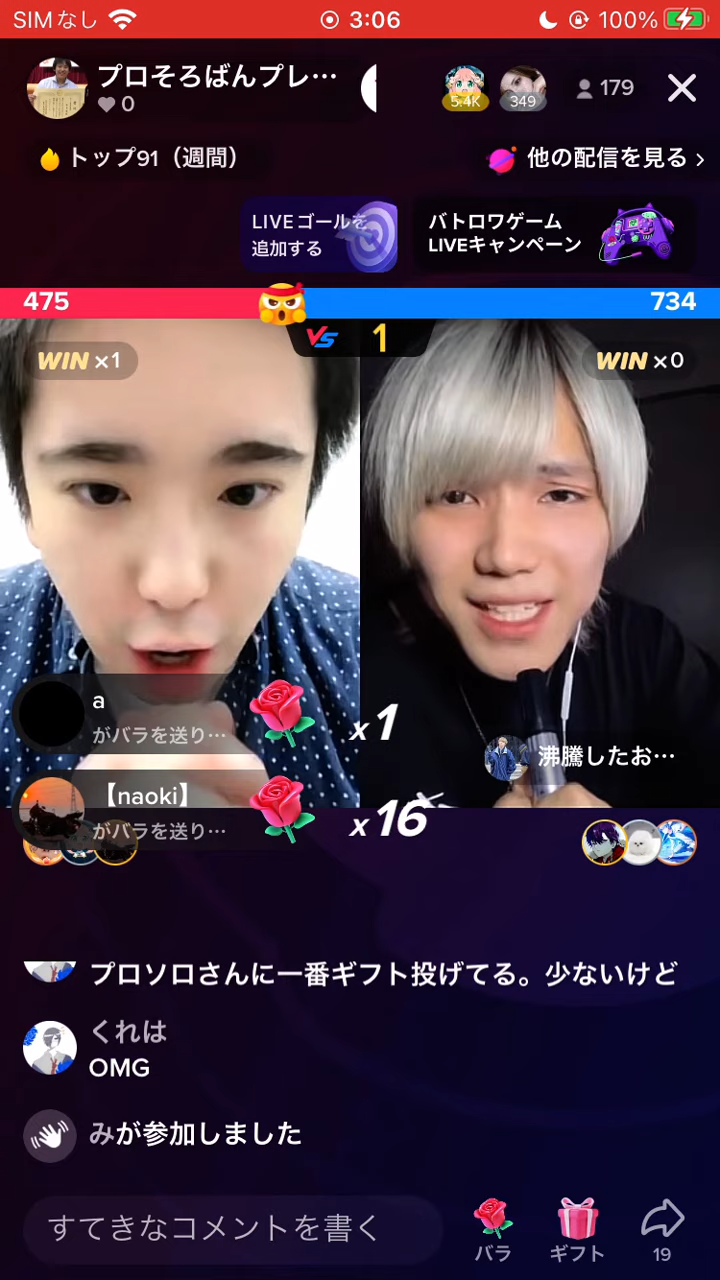 SIMなし
3:06
100%
プロそろばんプレ…
0
5.4K
349
179
トップ91（週間）
他の配信を見る
LIVEゴールを
追加する
バトロワゲーム
LIVEキャンペーン
475
734
VS
1
WIN x1
WIN x0
a
がバラを送り…
x1
沸騰したお…
【naoki】
がバラを送り…
x16
プロソロさんに一番ギフト投げてる。少ないけど
くれは
OMG
みが参加しました
すてきなコメントを書く
バラ
ギフト
19